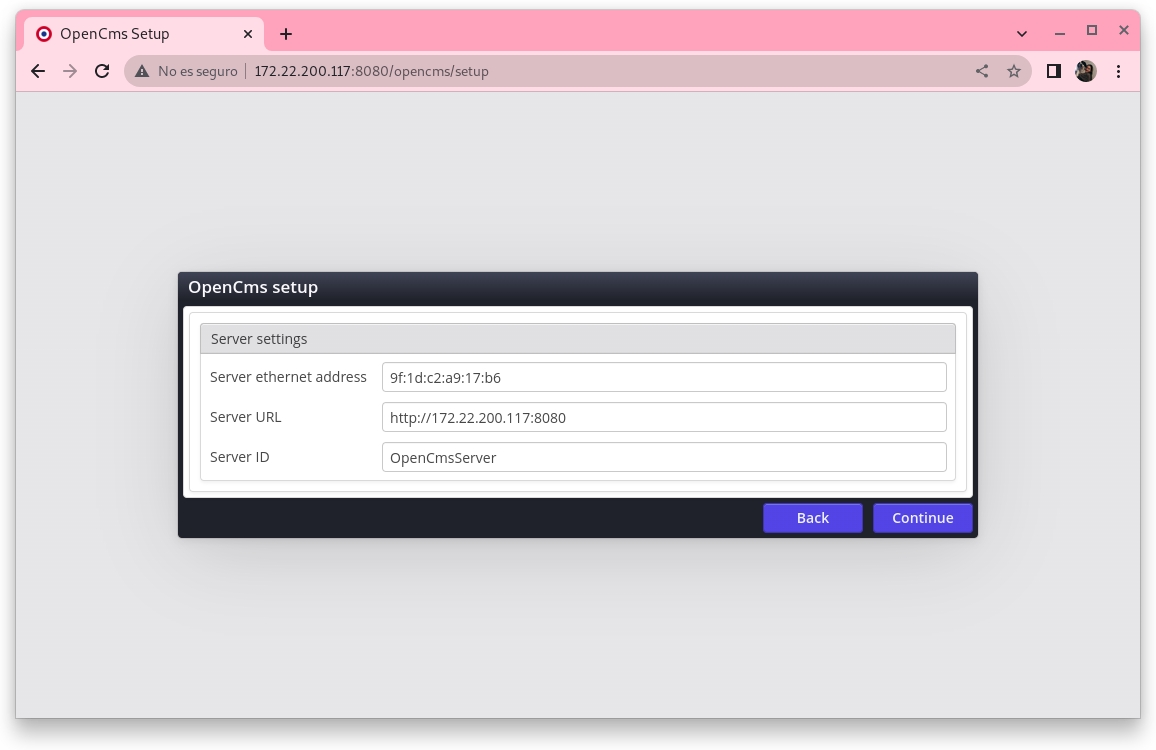 OpenCms Setup
No es seguro 172.22.200.117:8080/opencms/setup
OpenCms setup
Server settings
Server ethernet address 9f:1d:c2:a9:17:b6
Server URL http://172.22.200.117:8080
Server ID OpenCmsServer
Back Continue